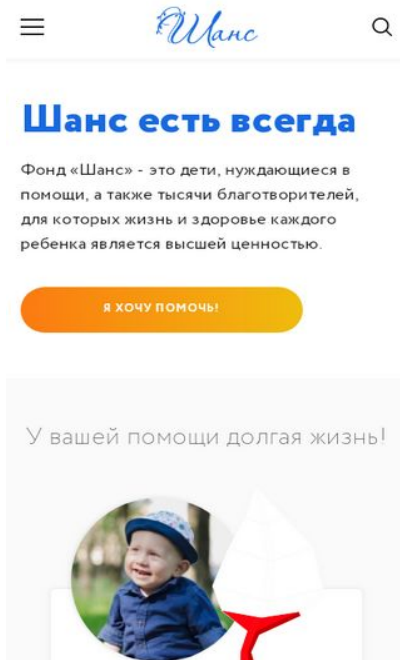 Шанс
Шанс есть всегда
Фонд «Шанс» - это дети, нуждающиеся в
помощи, а также тысячи благотворителей,
для которых жизнь и здоровье каждого
ребенка является высшей ценностью.
Я ХОЧУ ПОМОЧЬ!
У вашей помощи долгая жизнь!